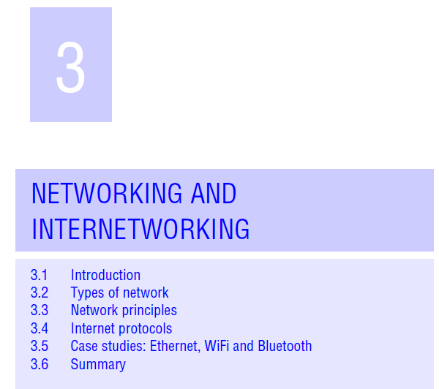 3
NETWORKING AND
INTERNETWORKING
3.1 Introduction
3.2 Types of network
3.3 Network principles
3.4 Internet protocols
3.5 Case studies: Ethernet, WiFi and Bluetooth
3.6 Summary